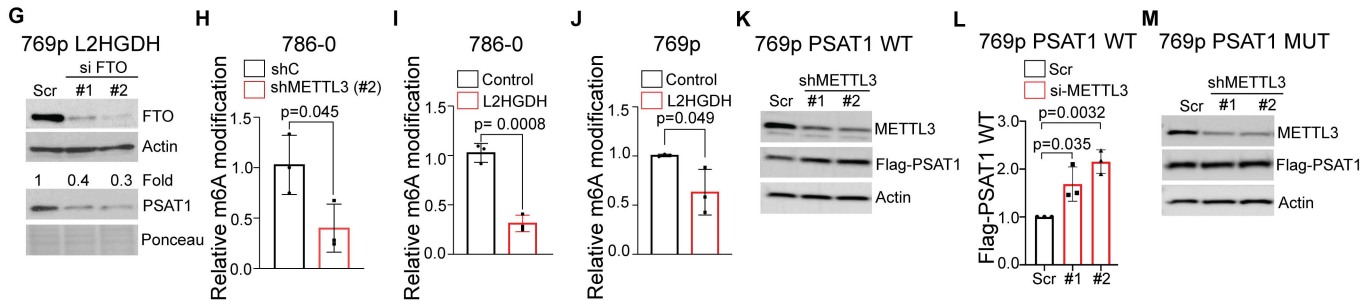 G
769p L2HGDH
si FTO
Scr #1 #2
FTO
Actin
1 0.4 0.3 Fold
PSAT1
Ponceau
H
786-0
shC
shMETTL3 (#2)
Relative m6A modification
p=0.045
1.5
1.0
0.5
0.0
I
786-0
Control
L2HGDH
Relative m6A modification
p= 0.0008
1.5
1.0
0.5
0.0
J
769p
Control
L2HGDH
Relative m6A modification
p=0.049
1.5
1.0
0.5
0.0
K
769p PSAT1 WT
shMETTL3
Scr #1 #2
METTL3
Flag-PSAT1
Actin
L
769p PSAT1 WT
Scr
si-METTL3
Flag-PSAT1 WT
p=0.0032
p=0.035
3.0
2.0
1.0
0.0
Scr #1 #2
M
769p PSAT1 MUT
shMETTL3
Scr #1 #2
METTL3
Flag-PSAT1
Actin